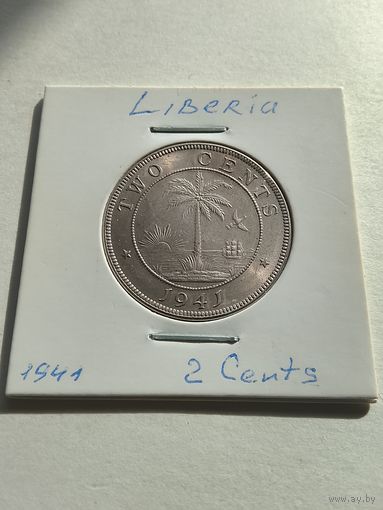 LIBERIA
TWO CENTS
1941
1941
2 Cents
www.ay.by